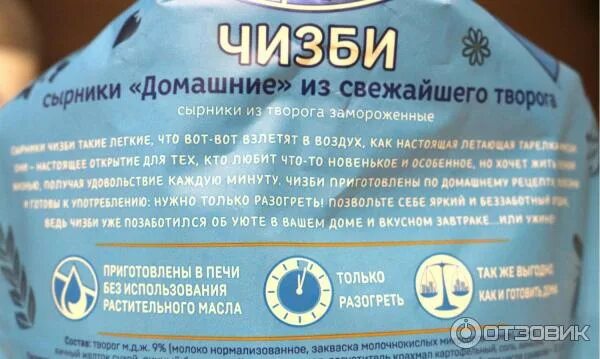 ЧИЗБИ
сырники «Домашние» из свежайшего творога
сырники из творога замороженные
СЫРНИКИ ЧИЗБИ ТАКИЕ ЛЕГКИЕ, ЧТО ВОТ-ВОТ ВЗЛЕТЯТ В ВОЗДУХ, КАК НАСТОЯЩАЯ ЛЕТАЮЩАЯ ТАРЕЛКА
– НАСТОЯЩЕЕ ОТКРЫТИЕ ДЛЯ ТЕХ, КТО ЛЮБИТ ЧТО-ТО НОВЕНЬКОЕ И ОСОБЕННОЕ, НО ХОЧЕТ ЖИТЬ
ПОЛУЧАЯ УДОВОЛЬСТВИЕ КАЖДУЮ МИНУТУ. ЧИЗБИ ПРИГОТОВЛЕНЫ ПО ДОМАШНЕМУ РЕЦЕПТУ,
И ГОТОВЫ К УПОТРЕБЛЕНИЮ: НУЖНО ТОЛЬКО РАЗОГРЕТЬ! ПОЗВОЛЬТЕ СЕБЕ ЯРКИЙ И БЕЗЗАБОТНЫЙ
ВЕДЬ ЧИЗБИ УЖЕ ПОЗАБОТИЛСЯ ОБ УЮТЕ В ВАШЕМ ДОМЕ И ВКУСНОМ ЗАВТРАКЕ...ИЛИ УЖИНЕ!
ПРИГОТОВЛЕНЫ В ПЕЧИ
БЕЗ ИСПОЛЬЗОВАНИЯ
РАСТИТЕЛЬНОГО МАСЛА
ТОЛЬКО
РАЗОГРЕТЬ
ТАК ЖЕ ВЫГОДНО
КАК И ГОТОВИТЬ ДОМА
Состав: творог м.д.ж. 9% (молоко нормализованное, закваска молочнокислых
желток крахмал картофельный, соль
ОТЗОВИК